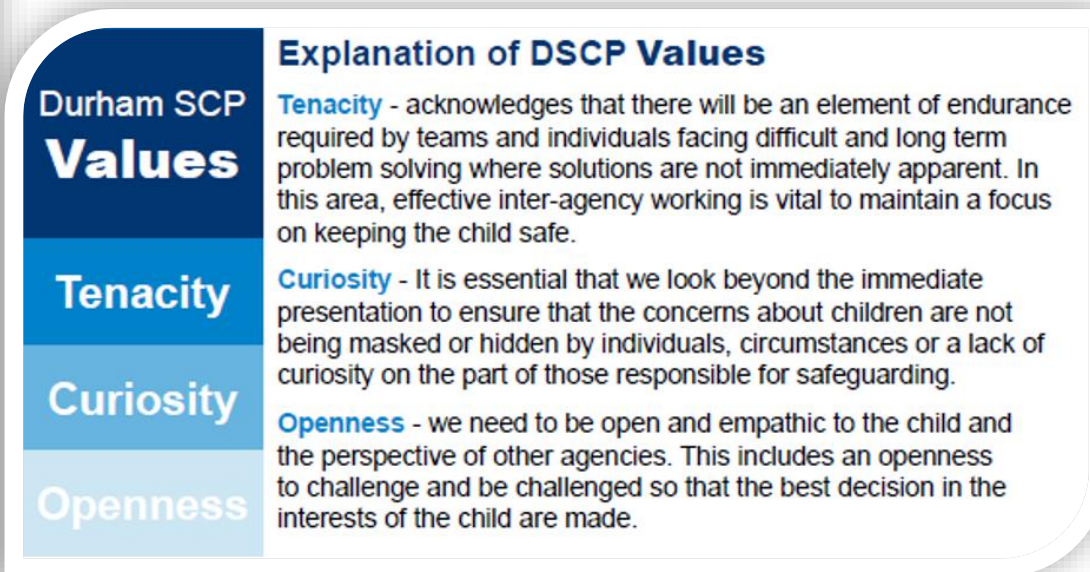 Durham SCP
Values
Tenacity
Curiosity
Openness
Explanation of DSCP Values
Tenacity - acknowledges that there will be an element of endurance
required by teams and individuals facing difficult and long term
problem solving where solutions are not immediately apparent. In
this area, effective inter-agency working is vital to maintain a focus
on keeping the child safe.
Curiosity - It is essential that we look beyond the immediate
presentation to ensure that the concerns about children are not
being masked or hidden by individuals, circumstances or a lack of
curiosity on the part of those responsible for safeguarding.
Openness - we need to be open and empathic to the child and
the perspective of other agencies. This includes an openness
to challenge and be challenged so that the best decision in the
interests of the child are made.